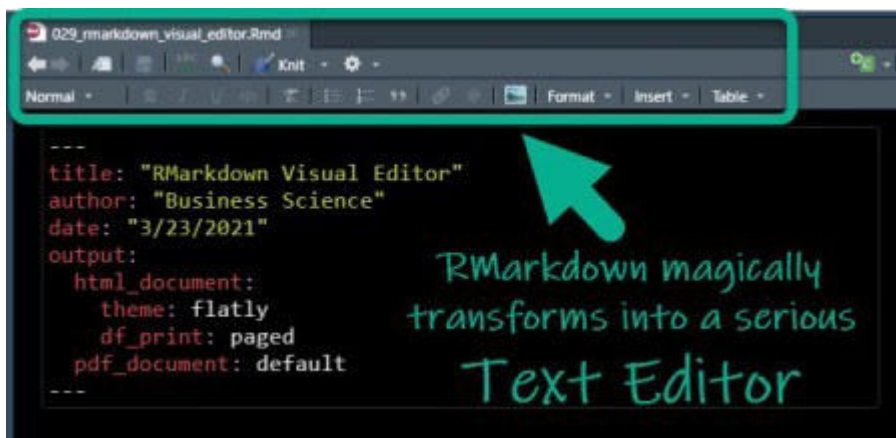 029_rmarkdown_visual_editor.Rmd
Knit
Normal Format Insert Table
---
title: "RMarkdown Visual Editor"
author: "Business Science"
date: "3/23/2021"
output:
html_document:
theme: flatly
df_print: paged
pdf_document: default
---
RMarkdown magically
transforms into a serious
Text Editor